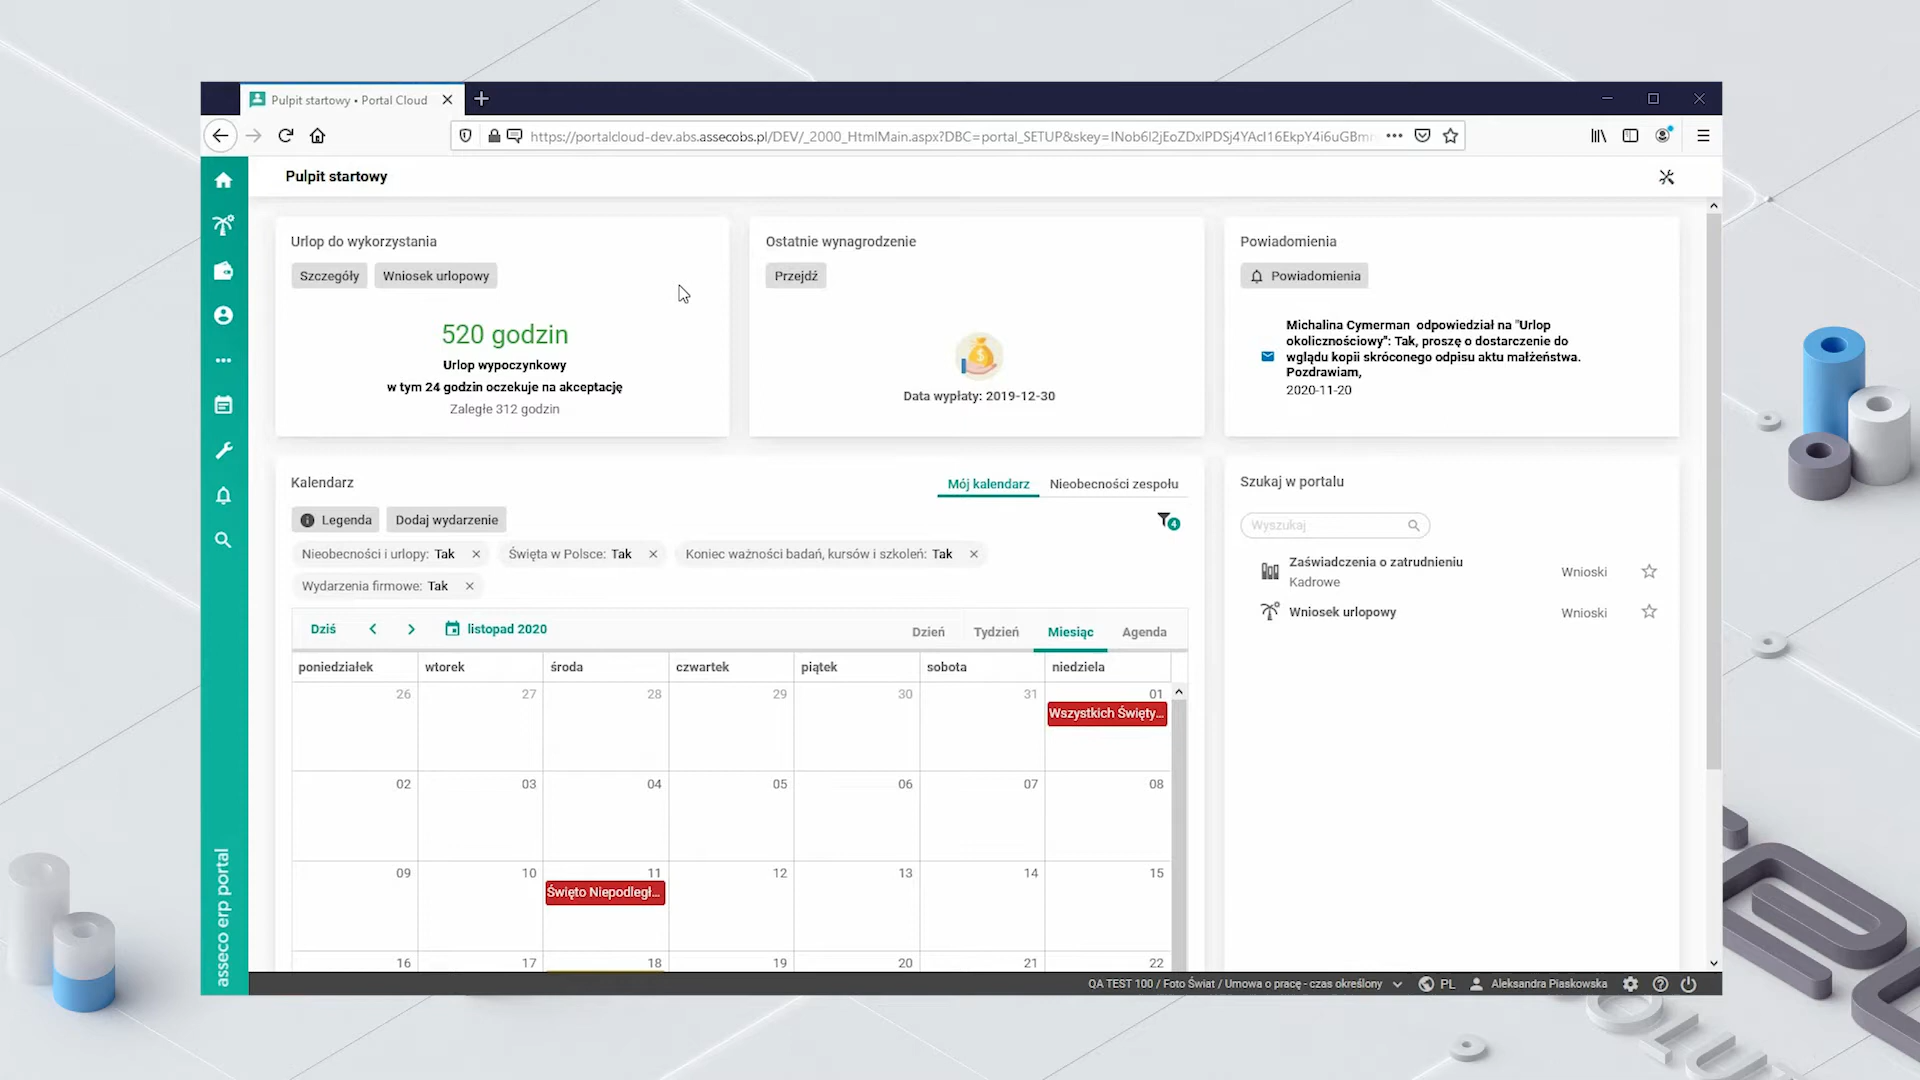 Pulpit startowy • Portal Cloud
https://portalcloud-dev.abs.assecobs.pl/DEV/_2000_HtmlMain.aspx?DBC=portal_SETUP&skey=
Pulpit startowy
Urlop do wykorzystania
Szczegóły Wniosek urlopowy
520 godzin
Urlop wypoczynkowy
w tym 24 godzin oczekuje na akceptację
Zaległe 312 godzin
Ostatnie wynagrodzenie
Przejdź
Data wypłaty: 2019-12-30
Powiadomienia
Powiadomienia
Michalina Cymerman odpowiedział na "Urlop
okolicznościowy": Tak, proszę o dostarczenie do
wglądu kopii skróconego odpisu aktu małżeństwa.
Pozdrawiam,
2020-11-20
Kalendarz
Mój kalendarz Nieobecności zespołu
Legenda Dodaj wydarzenie
4
Nieobecności i urlopy: Tak Święta w Polsce: Tak Koniec ważności badań, kursów i szkoleń: Tak
Wydarzenia firmowe: Tak
Dziś listopad 2020 Dzień Tydzień Miesiąc Agenda
poniedziałek wtorek środa czwartek piątek sobota niedziela
26 27 28 29 30 31 01
Wszystkich Święty...
02 03 04 05 06 07 08
09 10 11 12 13 14 15
Święto Niepodległ...
16 17 18 19 20 21 22
Szukaj w portalu
Wyszukaj
Zaświadczenia o zatrudnieniu Wnioski
Kadrowe
Wniosek urlopowy Wnioski
asseco erp portal
QA TEST 100 / Foto Świat / Umowa o pracę - czas określony PL Aleksandra Piaskowska